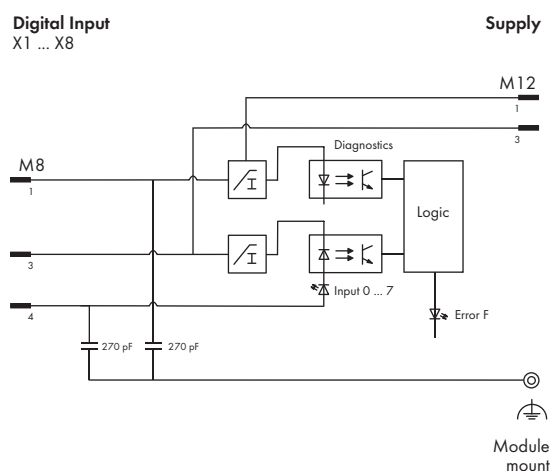 Digital Input
X1 ... X8
Supply
M12
1
3
Diagnostics
M8
1
Logic
3
4
Input 0 ... 7
Error F
270 pF
270 pF
Module
mount